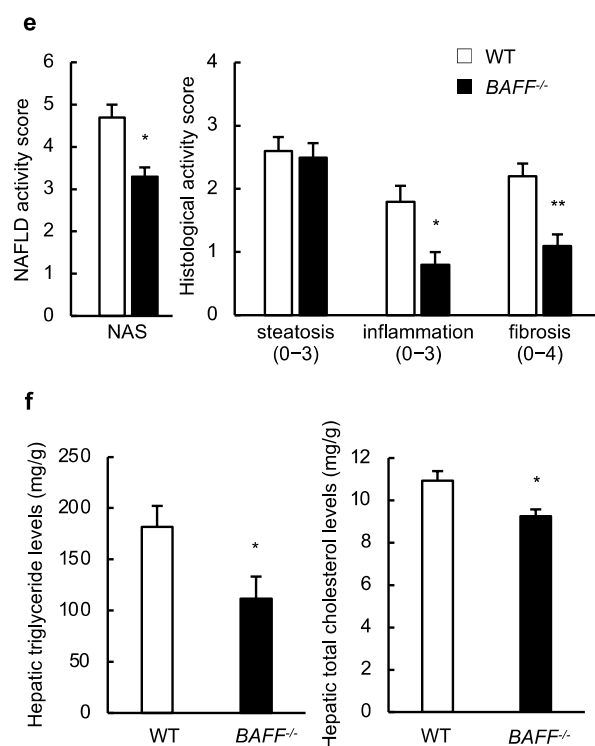 e
WT
BAFF-/-
NAFLD activity score
6
5
4
3
2
1
0
*
NAS
Histological activity score
4
3
2
1
0
*
**
steatosis
(0−3)
inflammation
(0−3)
fibrosis
(0−4)
f
Hepatic triglyceride levels (mg/g)
250
200
150
100
50
0
*
WT
BAFF-/-
Hepatic total cholesterol levels (mg/g)
12
10
8
6
4
2
0
*
WT
BAFF-/-